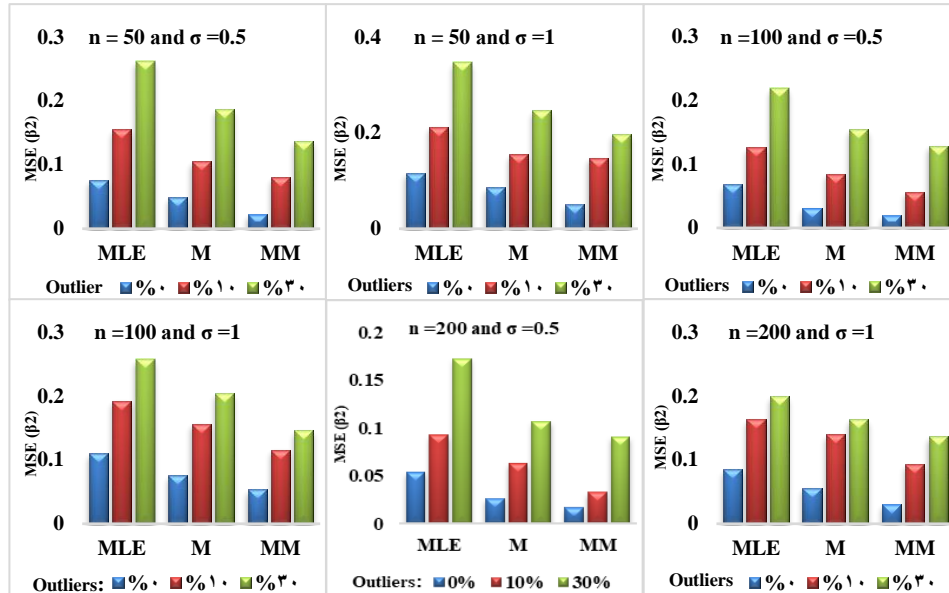 n = 50 and σ =0.5
0.3
0.2
0.1
0
MSE (β2)
MLE M MM
Outlier %٠ %١٠ %٣٠
n = 50 and σ =1
0.4
0.2
0
MSE (β2)
MLE M MM
Outliers %٠ %١٠ %٣٠
n =100 and σ =0.5
0.3
0.2
0.1
0
MSE (β2)
MLE M MM
Outliers %٠ %١٠ %٣٠
n =100 and σ =1
0.3
0.2
0.1
0
MSE (β2)
MLE M MM
Outliers: %٠ %١٠ %٣٠
n =200 and σ =0.5
0.2
0.15
0.1
0.05
0
MSE (β2)
MLE M MM
Outliers: 0% 10% 30%
n =200 and σ =1
0.3
0.2
0.1
0
MSE (β2)
MLE M MM
Outliers: %٠ %١٠ %٣٠